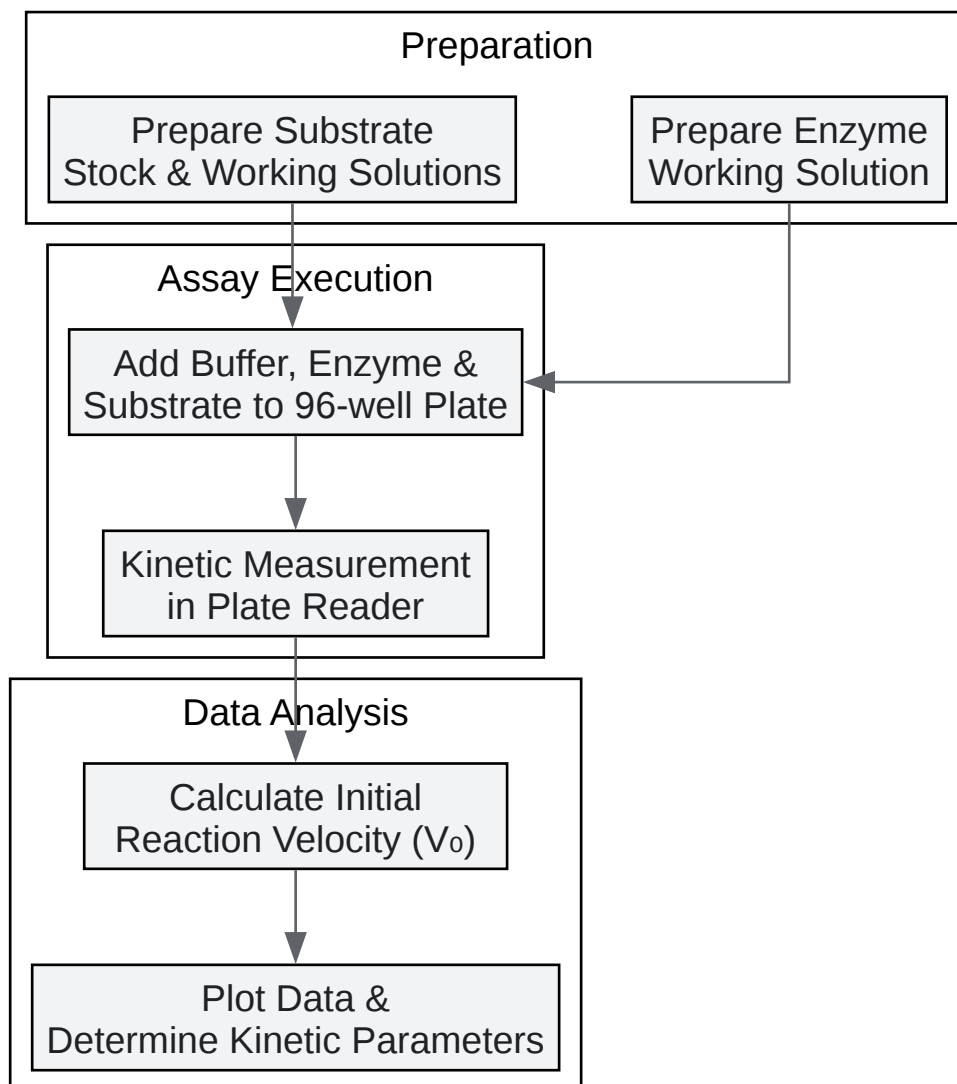 Preparation
Prepare Substrate
Stock & Working Solutions
Prepare Enzyme
Working Solution
Assay Execution
Add Buffer, Enzyme &
Substrate to 96-well Plate
Kinetic Measurement
in Plate Reader
Data Analysis
Calculate Initial
Reaction Velocity (V₀)
Plot Data &
Determine Kinetic Parameters